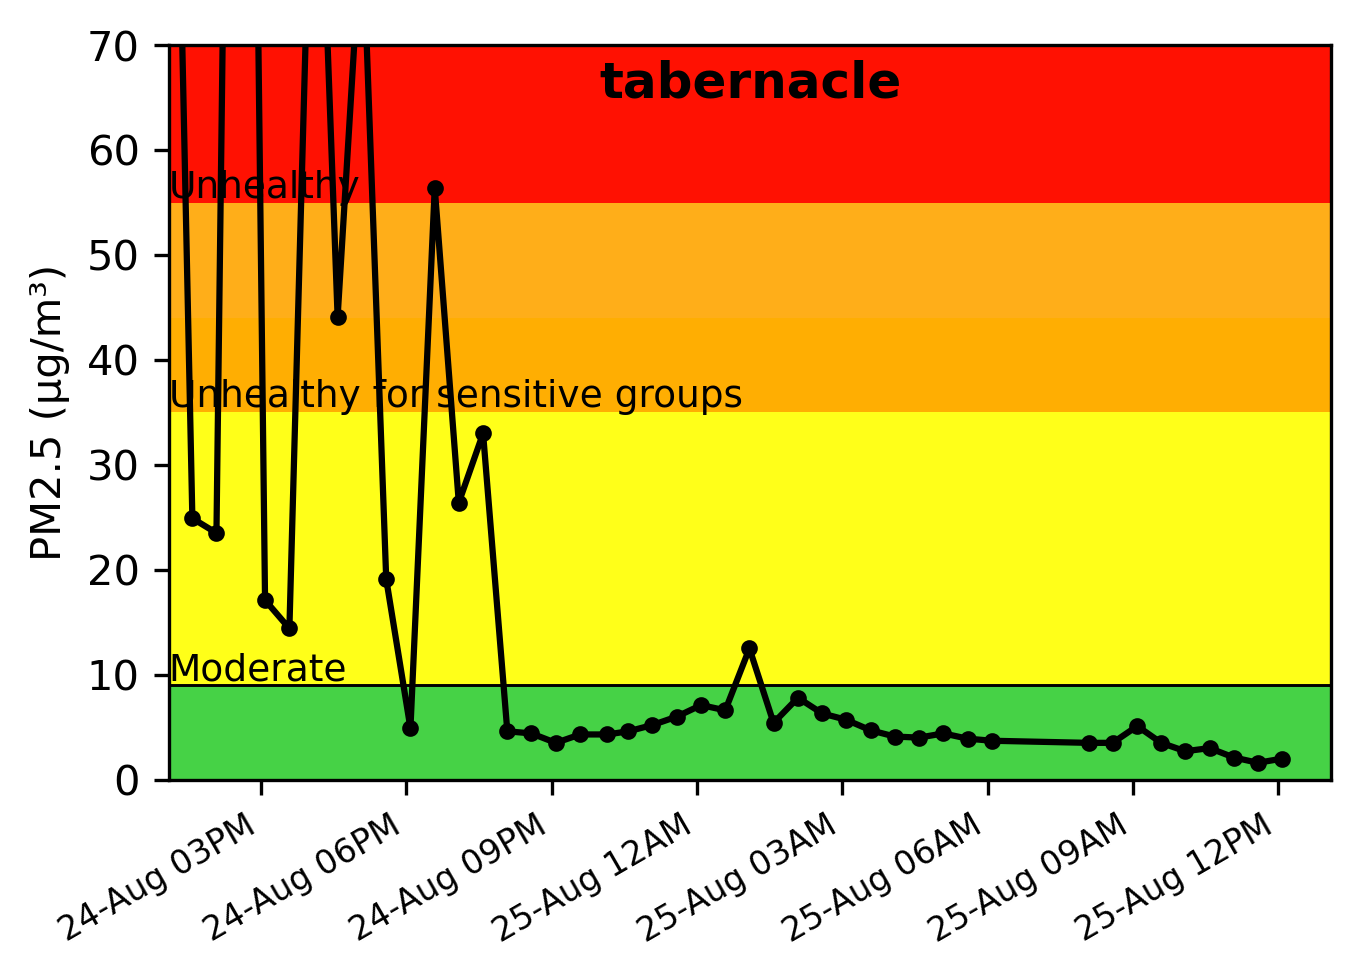 tabernacle
PM2.5 (µg/m³)
70
60
50
40
30
20
10
0
Unhealthy
Unhealthy for sensitive groups
Moderate
24-Aug 03PM
24-Aug 06PM
24-Aug 09PM
25-Aug 12AM
25-Aug 03AM
25-Aug 06AM
25-Aug 09AM
25-Aug 12PM